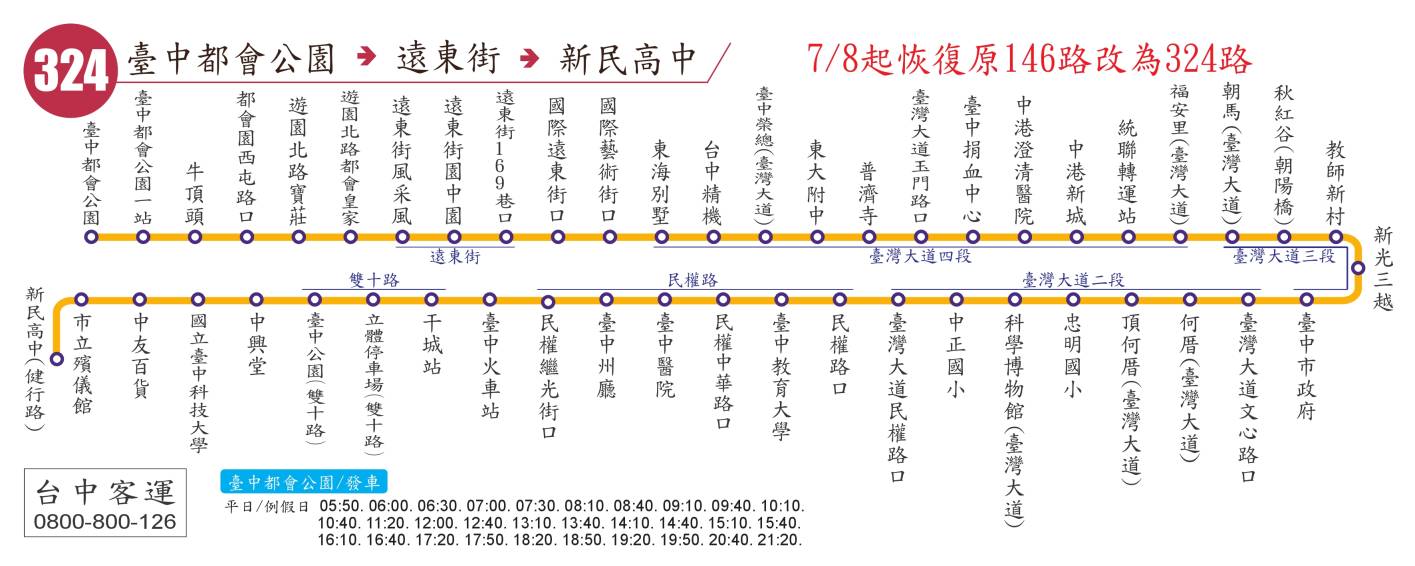 324
臺中都會公園 → 遠東街 → 新民高中
7/8起恢復原146路改為324路
臺中都會公園
臺中都會公園一站
牛頂頭
都會園西屯路口
遊園北路寶莊
遊園北路都會皇家
遠東街風采風
遠東街園中園
遠東街169巷口
國際遠東街口
國際藝術街口
東海別墅
台中精機
臺中榮總(臺灣大道)
東大附中
普濟寺
臺灣大道玉門路口
臺中捐血中心
中港澄清醫院
中港新城
統聯轉運站
福安里(臺灣大道)
朝馬(臺灣大道)
秋紅谷(朝陽橋)
教師新村
新光三越
遠東街
臺灣大道四段
臺灣大道三段
雙十路
民權路
臺灣大道二段
新民高中(健行路)
市立殯儀館
中友百貨
國立臺中科技大學
中興堂
臺中公園(雙十路)
立體停車場(雙十路)
干城站
臺中火車站
民權繼光街口
臺中州廳
臺中醫院
民權中華路口
臺中教育大學
民權路口
臺灣大道民權路口
中正國小
科學博物館(臺灣大道)
忠明國小
頂何厝(臺灣大道)
何厝(臺灣大道)
臺灣大道文心路口
臺中市政府
台中客運
0800-800-126
臺中都會公園/發車
平日/例假日 05:50. 06:00. 06:30. 07:00. 07:30. 08:10. 08:40. 09:10. 09:40. 10:10.
10:40. 11:20. 12:00. 12:40. 13:10. 13:40. 14:10. 14:40. 15:10. 15:40.
16:10. 16:40. 17:20. 17:50. 18:20. 18:50. 19:20. 19:50. 20:40. 21:20.